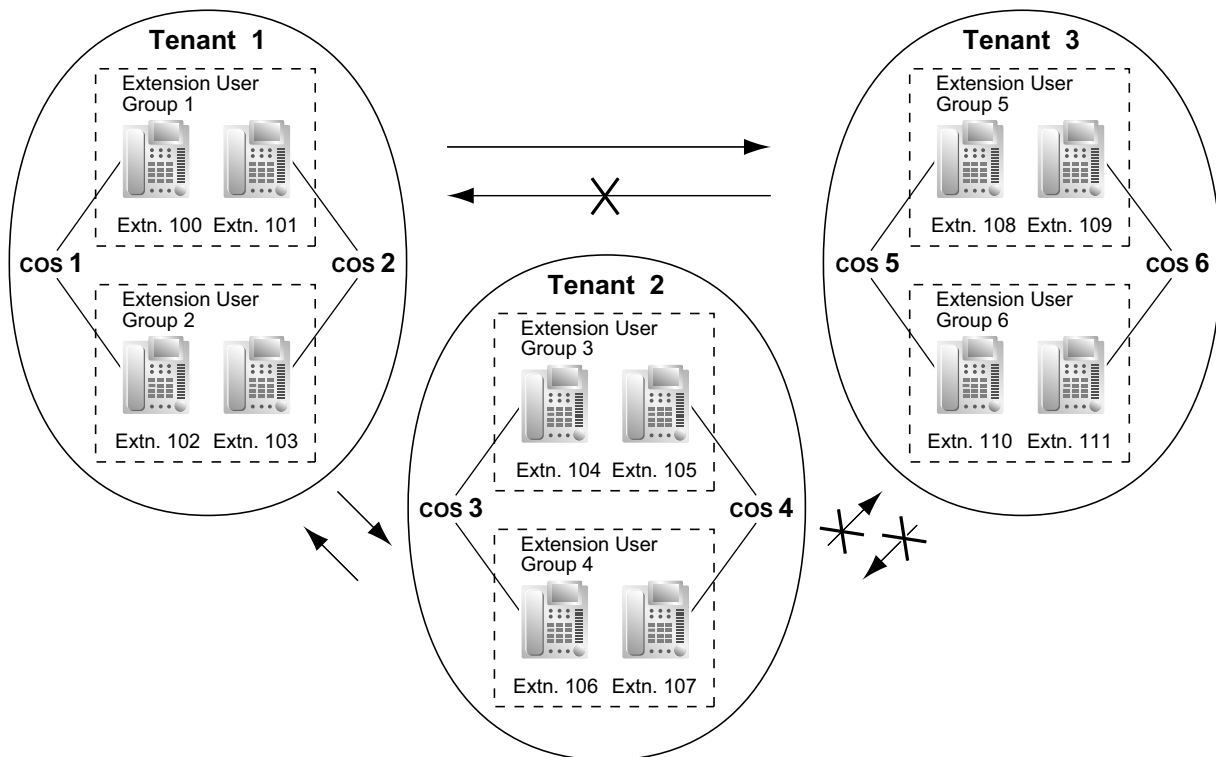 Tenant 1
Extension User
Group 1
Extn. 100 Extn. 101
COS 1
COS 2
Extension User
Group 2
Extn. 102 Extn. 103
Tenant 2
Extension User
Group 3
Extn. 104 Extn. 105
COS 3
COS 4
Extension User
Group 4
Extn. 106 Extn. 107
Tenant 3
Extension User
Group 5
Extn. 108 Extn. 109
COS 5
COS 6
Extension User
Group 6
Extn. 110 Extn. 111